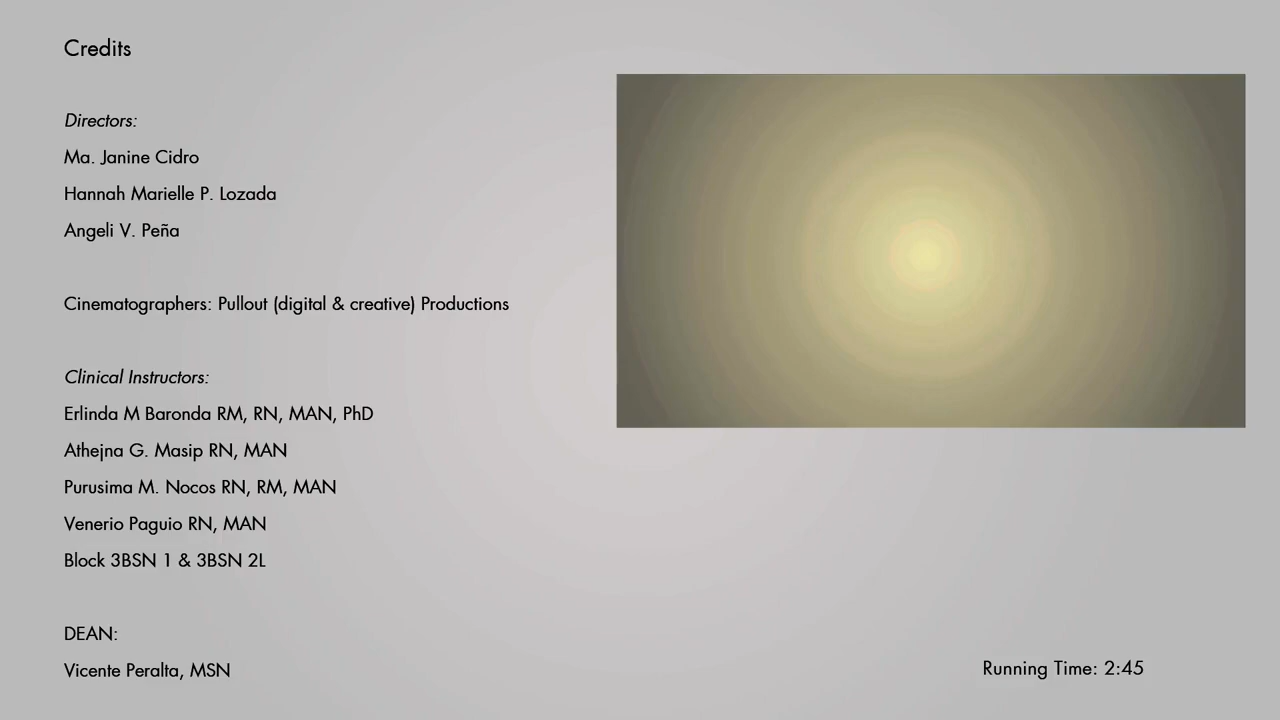 Credits
Directors:
Ma. Janine Cidro
Hannah Marielle P. Lozada
Angeli V. Peña
Cinematographers: Pullout (digital & creative) Productions
Clinical Instructors:
Erlinda M Baronda RM, RN, MAN, PhD
Athejna G. Masip RN, MAN
Purusima M. Nocos RN, RM, MAN
Venerio Paguio RN, MAN
Block 3BSN 1 & 3BSN 2L
DEAN:
Vicente Peralta, MSN
Running Time: 2:45